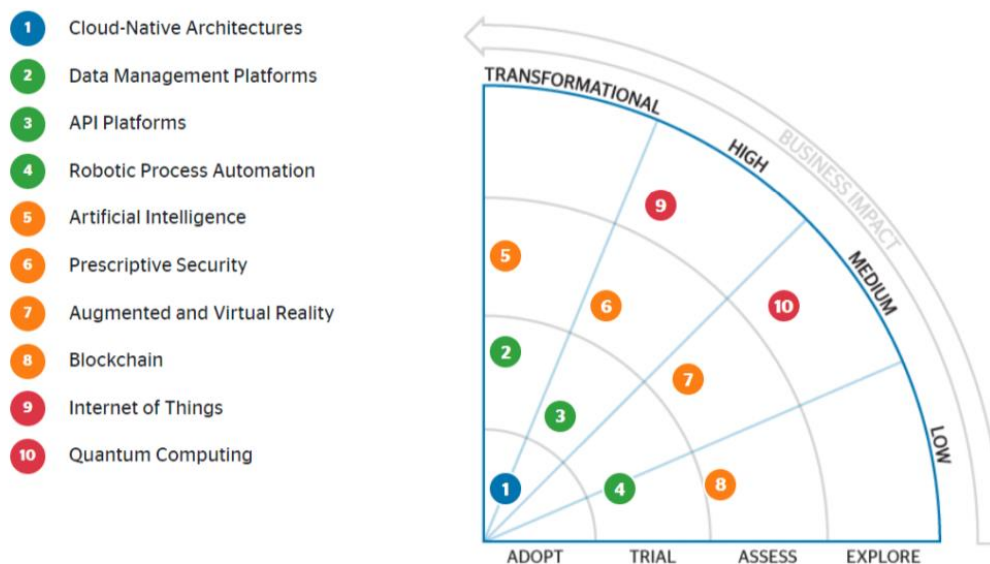 1 Cloud-Native Architectures
2 Data Management Platforms
3 API Platforms
4 Robotic Process Automation
5 Artificial Intelligence
6 Prescriptive Security
7 Augmented and Virtual Reality
8 Blockchain
9 Internet of Things
10 Quantum Computing
TRANSFORMATIONAL
HIGH
MEDIUM
LOW
BUSINESS IMPACT
9
5
6
10
2
7
3
1
4
8
ADOPT
TRIAL
ASSESS
EXPLORE